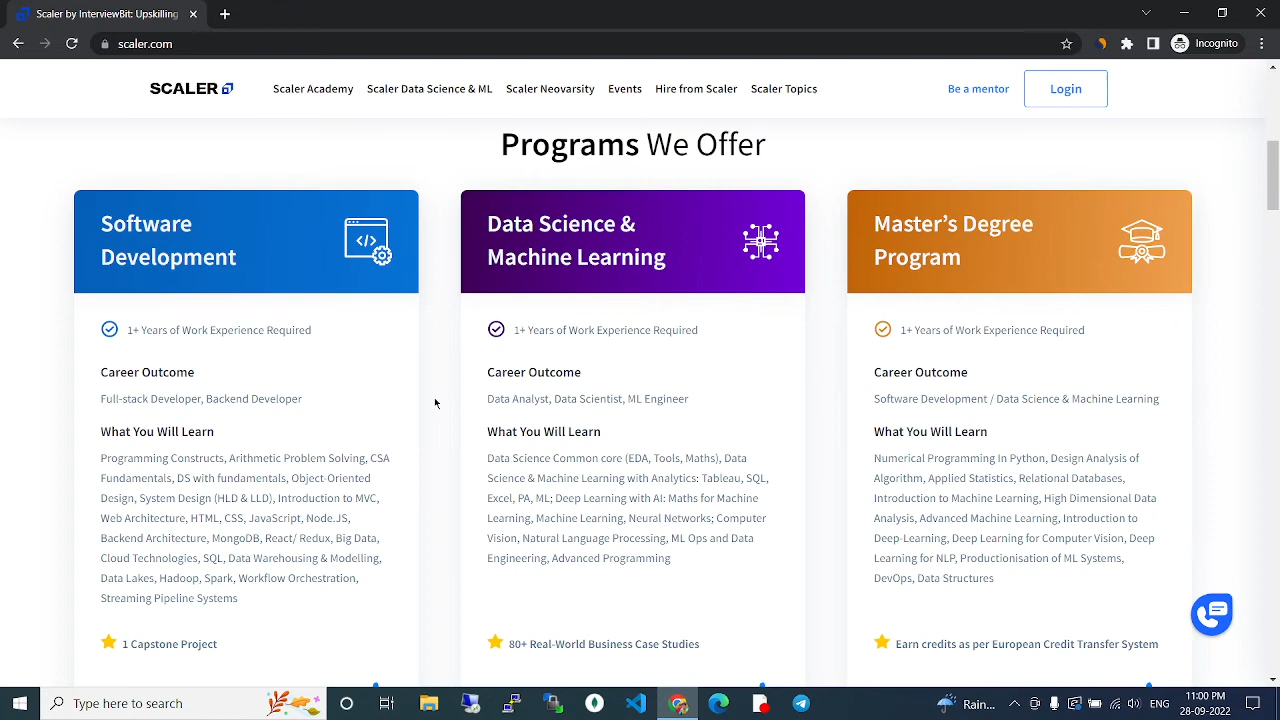 Scaler by InterviewBit: Upskilling
scaler.com
Incognito
SCALER
Scaler Academy
Scaler Data Science & ML
Scaler Neovarsity
Events
Hire from Scaler
Scaler Topics
Be a mentor
Login
Programs We Offer
Software
Development
1+ Years of Work Experience Required
Career Outcome
Full-stack Developer, Backend Developer
What You Will Learn
Programming Constructs, Arithmetic Problem Solving, CSA
Fundamentals, DS with fundamentals, Object-Oriented
Design, System Design (HLD & LLD), Introduction to MVC,
Web Architecture, HTML, CSS, JavaScript, Node.JS,
Backend Architecture, MongoDB, React/ Redux, Big Data,
Cloud Technologies, SQL, Data Warehousing & Modelling,
Data Lakes, Hadoop, Spark, Workflow Orchestration,
Streaming Pipeline Systems
1 Capstone Project
Data Science &
Machine Learning
1+ Years of Work Experience Required
Career Outcome
Data Analyst, Data Scientist, ML Engineer
What You Will Learn
Data Science Common core (EDA, Tools, Maths), Data
Science & Machine Learning with Analytics: Tableau, SQL,
Excel, PA, ML; Deep Learning with AI: Maths for Machine
Learning, Machine Learning, Neural Networks; Computer
Vision, Natural Language Processing, ML Ops and Data
Engineering, Advanced Programming
80+ Real-World Business Case Studies
Master’s Degree
Program
1+ Years of Work Experience Required
Career Outcome
Software Development / Data Science & Machine Learning
What You Will Learn
Numerical Programming In Python, Design Analysis of
Algorithm, Applied Statistics, Relational Databases,
Introduction to Machine Learning, High Dimensional Data
Analysis, Advanced Machine Learning, Introduction to
Deep-Learning, Deep Learning for Computer Vision, Deep
Learning for NLP, Productionisation of ML Systems,
DevOps, Data Structures
Earn credits as per European Credit Transfer System
Type here to search
Rain...
ENG
11:00 PM
28-09-2022